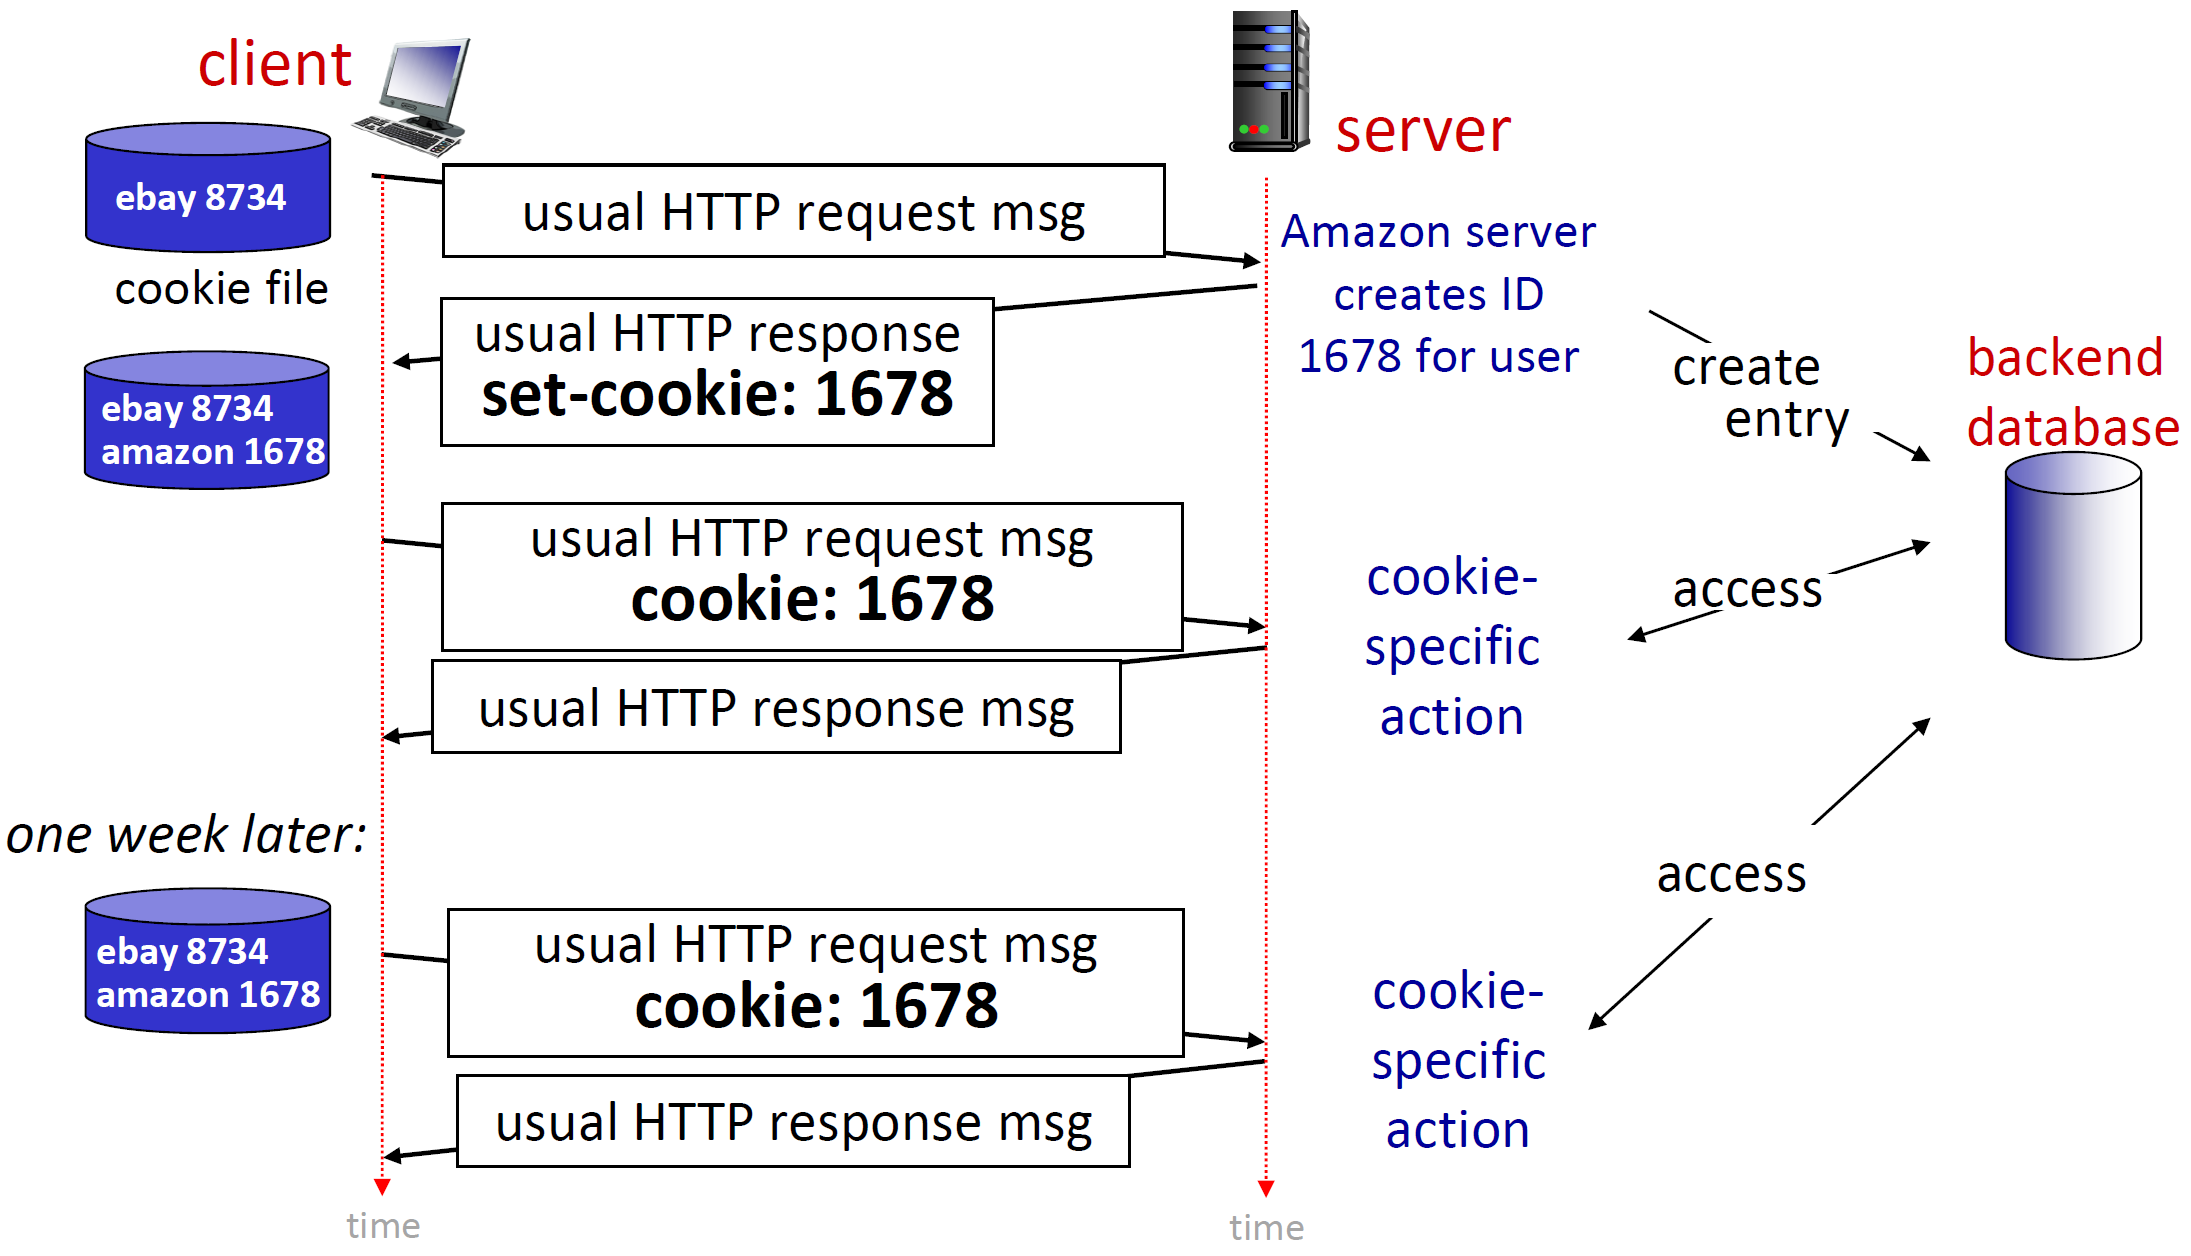 client
server
ebay 8734
cookie file
usual HTTP request msg
Amazon server
creates ID
1678 for user
usual HTTP response
set-cookie: 1678
create
entry
backend
database
ebay 8734
amazon 1678
usual HTTP request msg
cookie: 1678
cookie-
specific
action
access
usual HTTP response msg
one week later:
access
ebay 8734
amazon 1678
usual HTTP request msg
cookie: 1678
cookie-
specific
action
usual HTTP response msg
time
time